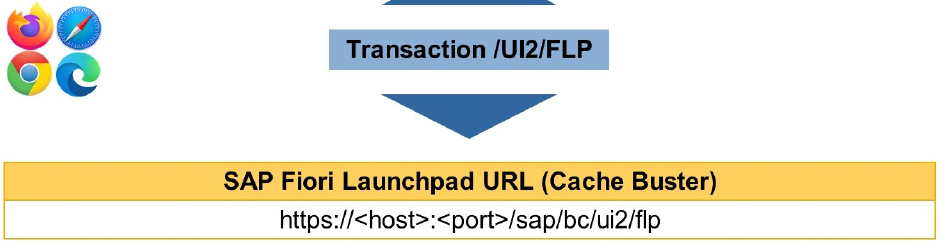 Transaction /UI2/FLP
SAP Fiori Launchpad URL (Cache Buster)
https://<host>:<port>/sap/bc/ui2/flp